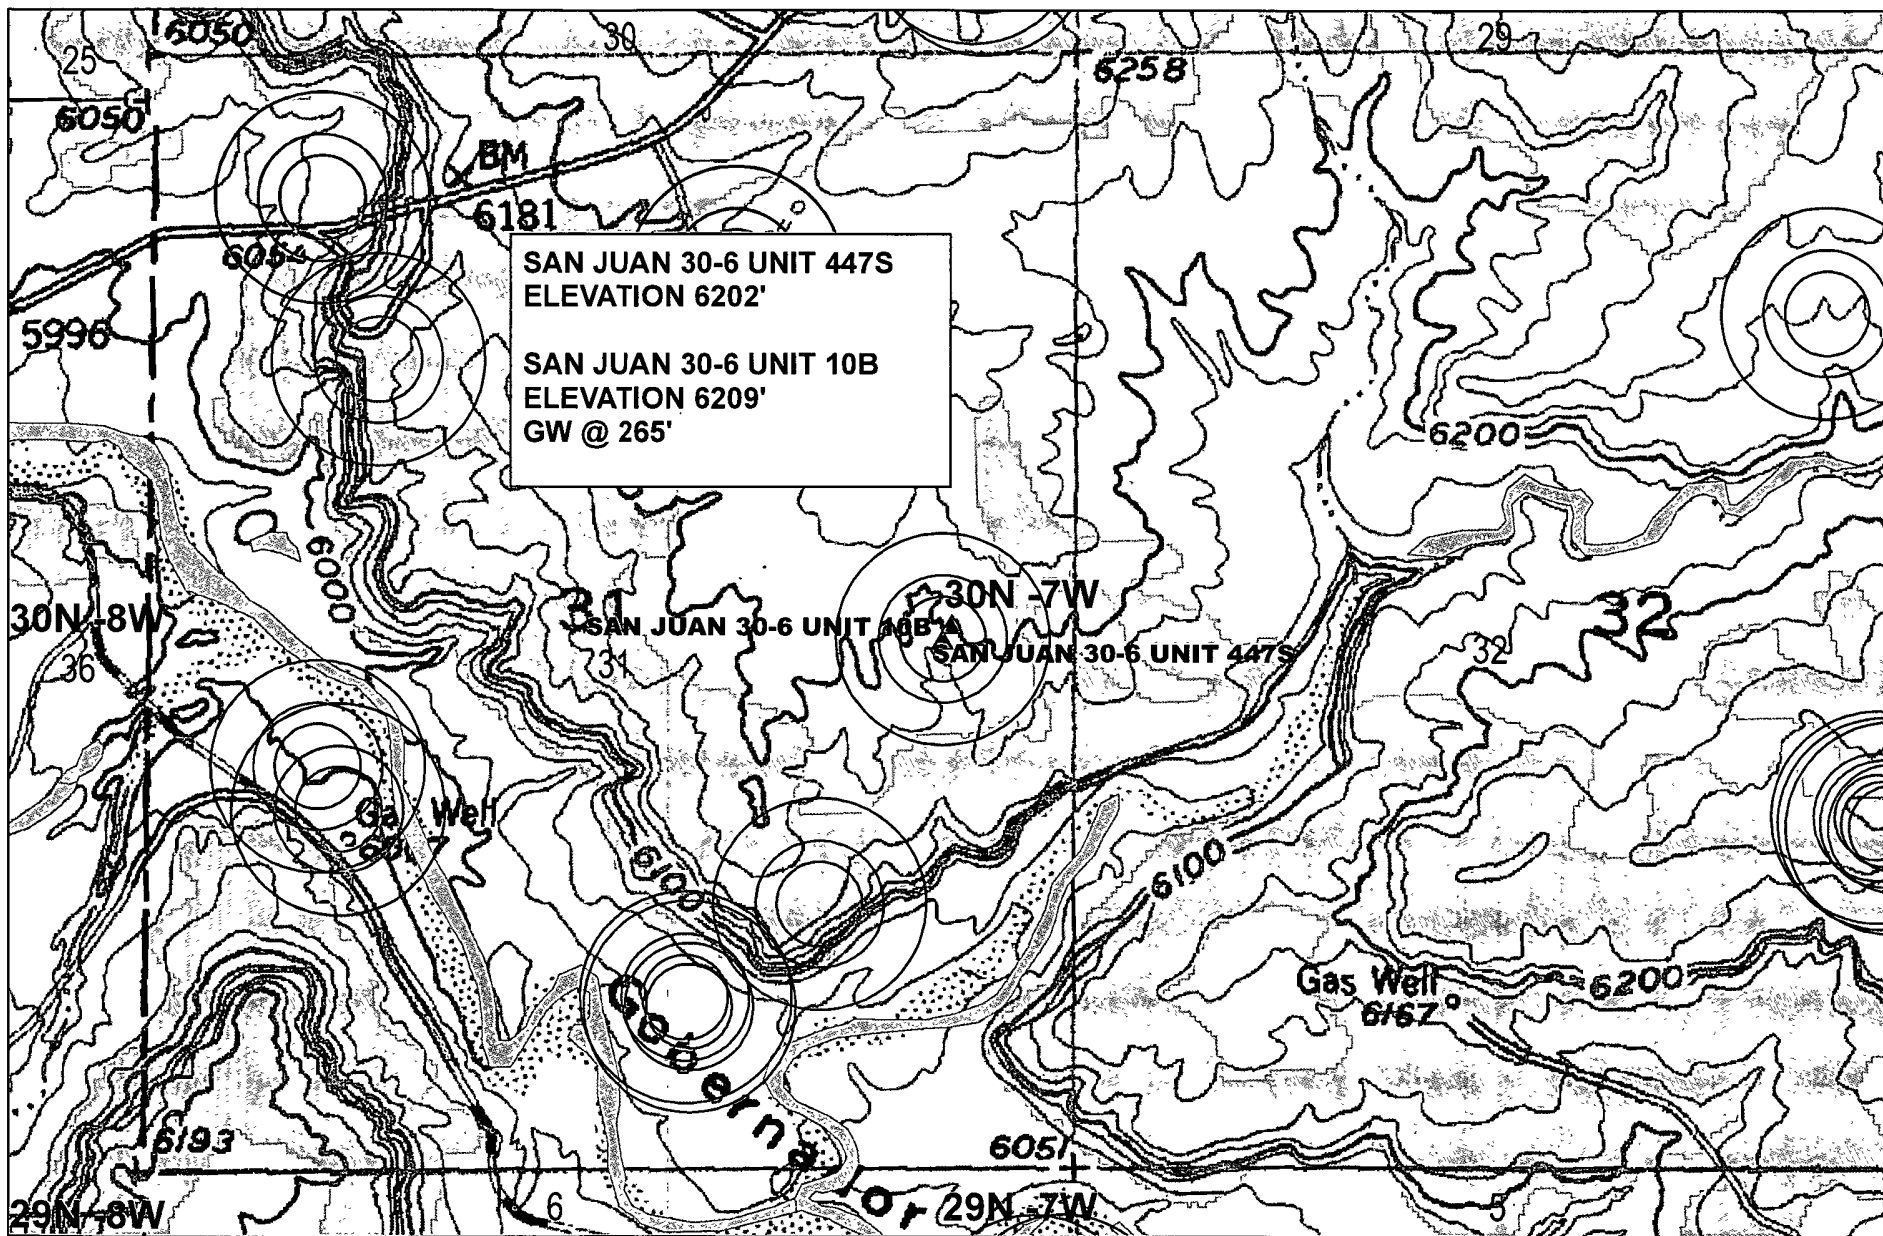 6050
30
29
25
6258
6050
BM
6181
6054
5996
SAN JUAN 30-6 UNIT 447S
ELEVATION 6202'
SAN JUAN 30-6 UNIT 10B
ELEVATION 6209'
GW @ 265'
6200
6000
30N -8W
31
30N -7W
SAN JUAN 30-6 UNIT 10B
32
SAN JUAN 30-6 UNIT 447S
36
31
32
Gas Well
6100
6100
Gas Well
6167
6200
Gobernador
6193
6051
29N -8W
6
29N -7W
5